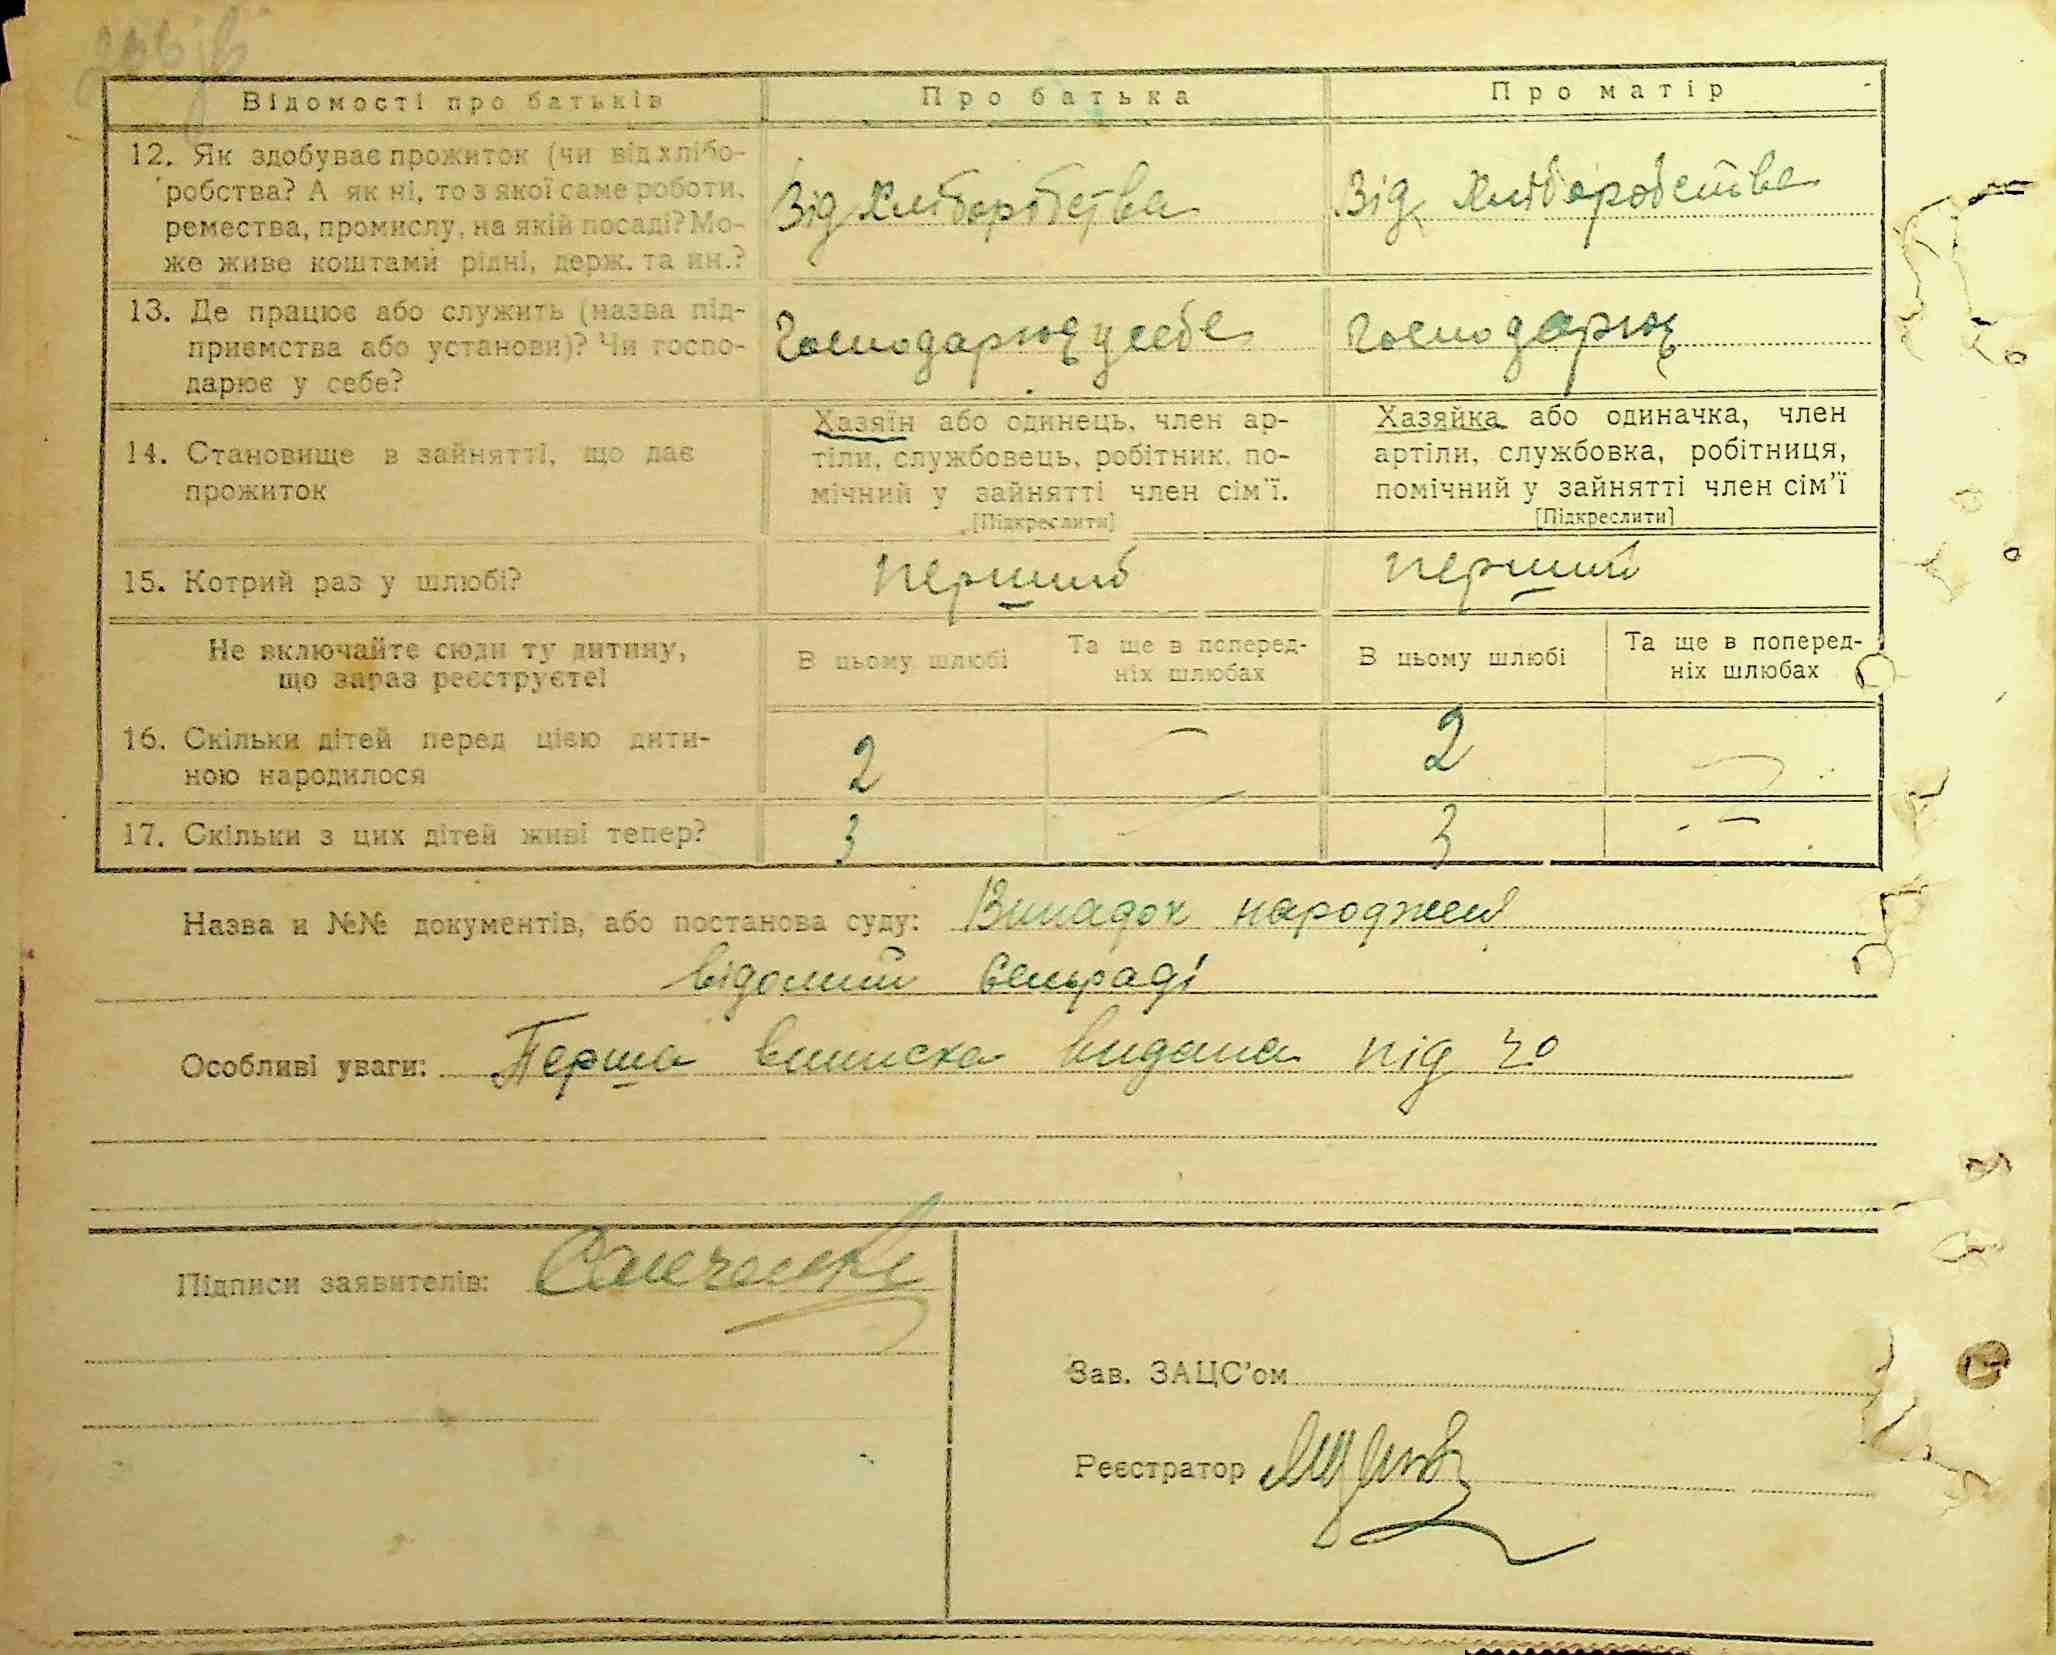 Відомості про батьків
Про батька
Про матір
12. Як здобуває прожиток (чи від хлібо-
робства? А як ні, то з якої саме роботи,
ремества, промислу, на якій посаді? Мо-
же живе коштами рідні, держ. та ин.?
Від Хліборобства
Від Хліборобства
13. Де працює або служить (назва під-
приємства або установи)? Чи госпо-
дарює у себе?
Господарює у себе
Господарює
14. Становище в зайнятті, що дає
прожиток
Хазяїн або одинець, член ар-
тіли, службовець, робітник, по-
мічний у зайнятті член сім'ї.
[Підкреслити]
Хазяйка або одиначка, член
артіли, службовка, робітниця,
помічний у зайнятті член сім'ї
[Підкреслити]
15. Котрий раз у шлюбі?
перший
перший
Не включайте сюди ту дитину,
що зараз реєструєте!
В цьому шлюбі
Та ще в поперед-
ніх шлюбах
В цьому шлюбі
Та ще в поперед-
ніх шлюбах
16. Скільки дітей перед цією дити-
ною народилося
2
—
2
—
17. Скільки з цих дітей живі тепер?
3
—
3
—
Назва и №№ документів, або постанова суду: Випадок народжені
відомий сельраді
Особливі уваги: Перша виписка видана під
Підписи заявителів:
Зав. ЗАЦС'ом
Реєстратор